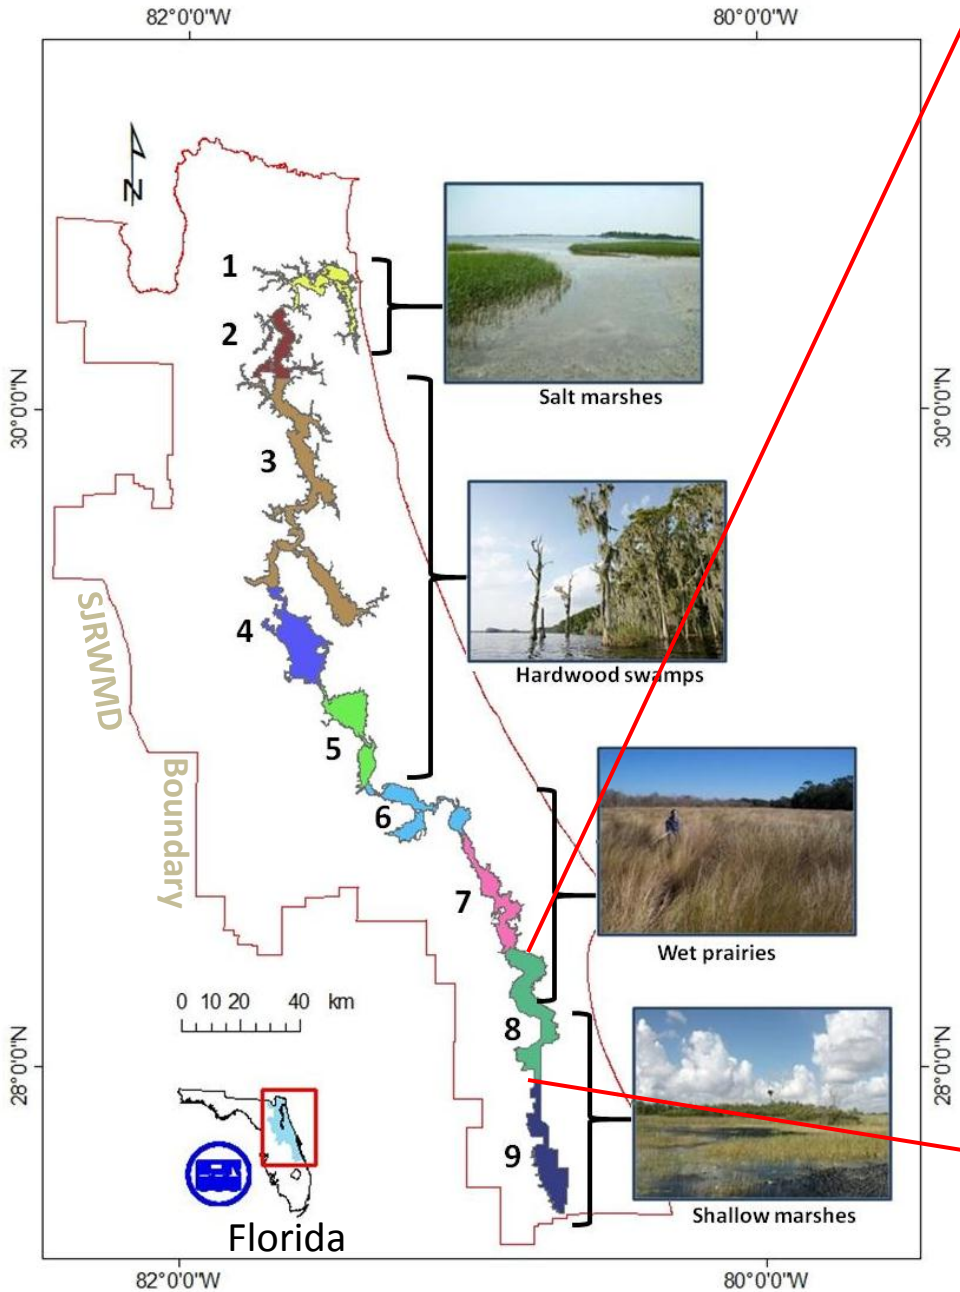 82°0'0"W
80°0'0"W
N
1
Salt marshes
2
30°0'0"N
30°0'0"N
3
Hardwood swamps
SJRWMD
4
5
Boundary
6
7
Wet prairies
0 10 20 40 km
8
28°0'0"N
28°0'0"N
9
Shallow marshes
Florida
82°0'0"W
80°0'0"W